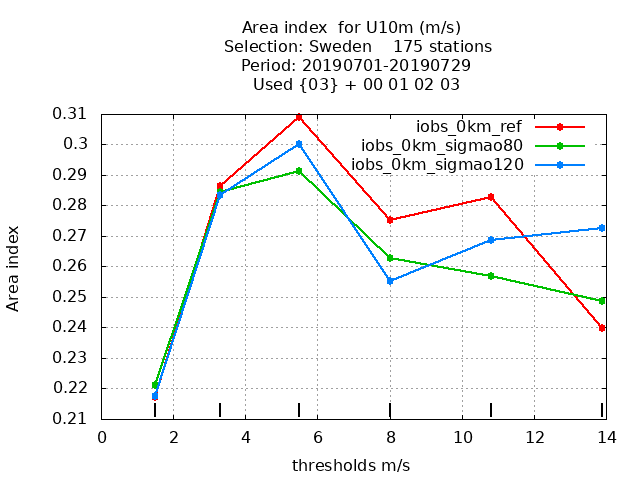 Area index  for U10m (m/s)
Selection: Sweden    175 stations
Period: 20190701-20190729
Used {03} + 00 01 02 03
iobs_0km_ref
iobs_0km_sigmao80
iobs_0km_sigmao120
0.31
0.3
0.29
0.28
0.27
0.26
0.25
0.24
0.23
0.22
0.21
Area index
0 2 4 6 8 10 12 14
thresholds m/s